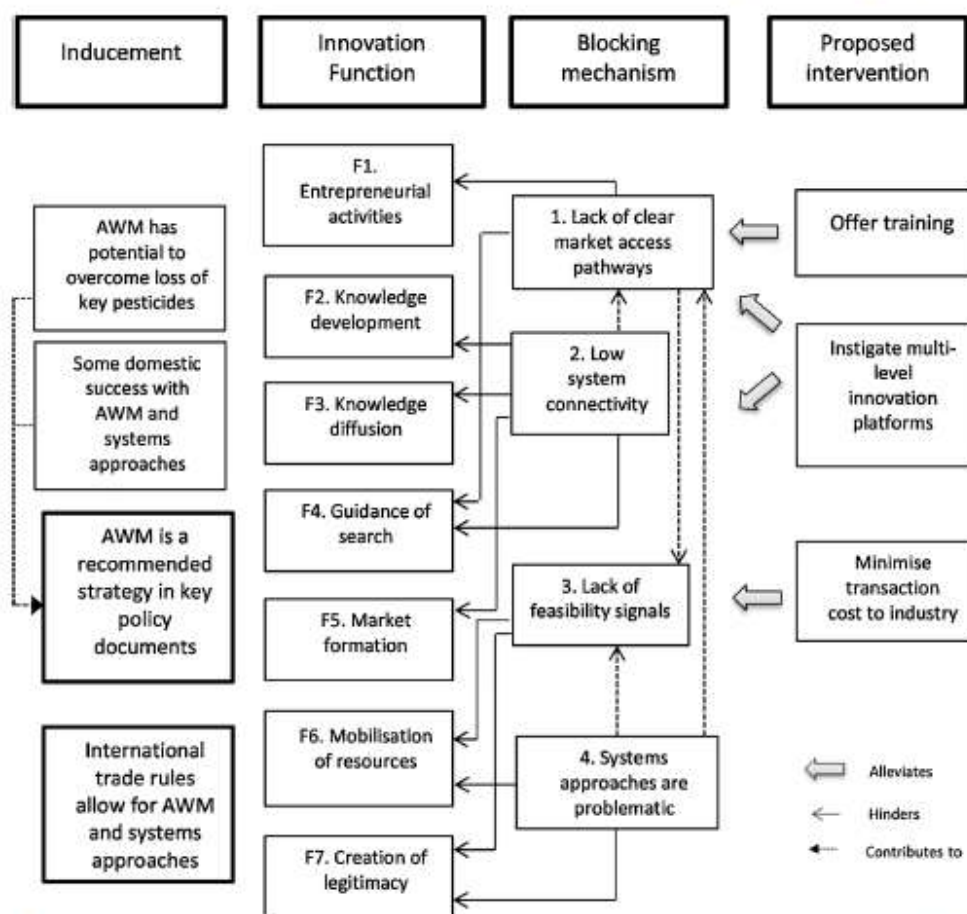 Inducement
Innovation
Function
Blocking
mechanism
Proposed
intervention
AWM has
potential to
overcome loss of
key pesticides
Some domestic
success with
AWM and
systems
approaches
AWM is a
recommended
strategy in key
policy
documents
International
trade rules
allow for AWM
and systems
approaches
F1.
Entrepreneurial
activities
F2. Knowledge
development
F3. Knowledge
diffusion
F4. Guidance of
search
F5. Market
formation
F6. Mobilisation
of resources
F7. Creation of
legitimacy
1. Lack of clear
market access
pathways
2. Low
system
connectivity
3. Lack of
feasibility signals
4. Systems
approaches are
problematic
Offer training
Instigate multi-
level
innovation
platforms
Minimise
transaction
cost to industry
Alleviates
Hinders
Contributes to